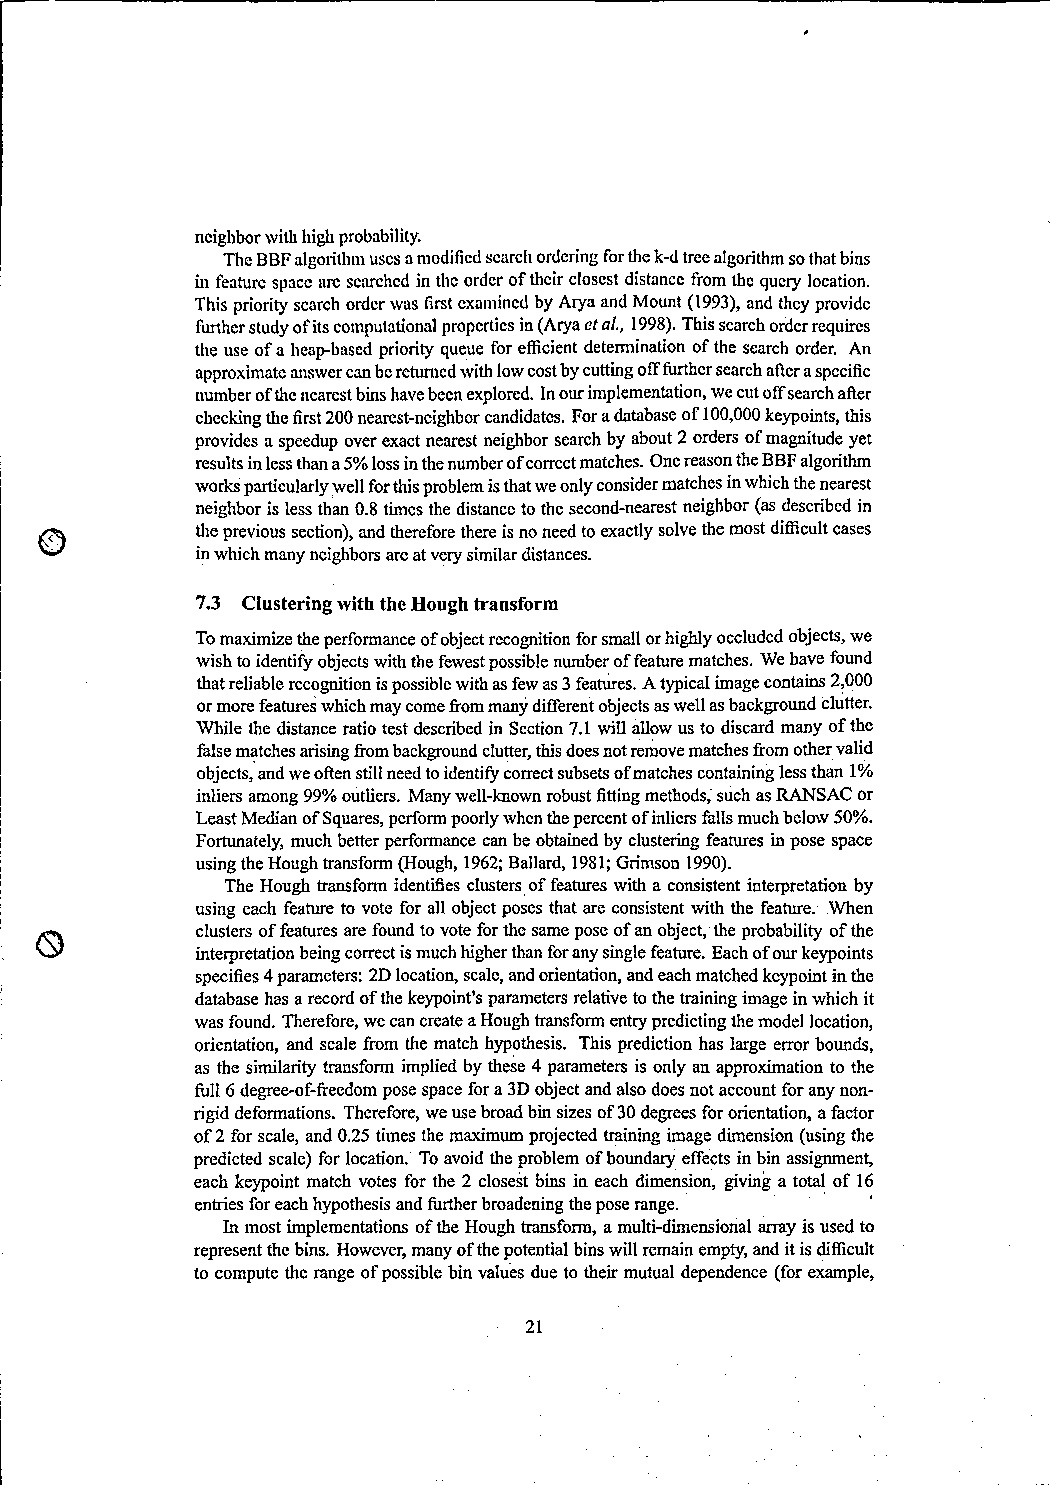 neighbor with high probability.
The BBF algorithm uses a modified search ordering for the k-d tree algorithm so that bins
in feature space are searched in the order of their closest distance from the query location.
This priority search order was first examined by Arya and Mount (1993), and they provide
further study of its computational properties in (Arya et al., 1998). This search order requires
the use of a heap-based priority queue for efficient determination of the search order. An
approximate answer can be returned with low cost by cutting off further search after a specific
number of the nearest bins have been explored. In our implementation, we cut off search after
checking the first 200 nearest-neighbor candidates. For a database of 100,000 keypoints, this
provides a speedup over exact nearest neighbor search by about 2 orders of magnitude yet
results in less than a 5% loss in the number of correct matches. One reason the BBF algorithm
works particularly well for this problem is that we only consider matches in which the nearest
neighbor is less than 0.8 times the distance to the second-nearest neighbor (as described in
the previous section), and therefore there is no need to exactly solve the most difficult cases
in which many neighbors are at very similar distances.
7.3 Clustering with the Hough transform
To maximize the performance of object recognition for small or highly occluded objects, we
wish to identify objects with the fewest possible number of feature matches. We have found
that reliable recognition is possible with as few as 3 features. A typical image contains 2,000
or more features which may come from many different objects as well as background clutter.
While the distance ratio test described in Section 7.1 will allow us to discard many of the
false matches arising from background clutter, this does not remove matches from other valid
objects, and we often still need to identify correct subsets of matches containing less than 1%
inliers among 99% outliers. Many well-known robust fitting methods, such as RANSAC or
Least Median of Squares, perform poorly when the percent of inliers falls much below 50%.
Fortunately, much better performance can be obtained by clustering features in pose space
using the Hough transform (Hough, 1962; Ballard, 1981; Grimson 1990).
The Hough transform identifies clusters of features with a consistent interpretation by
using each feature to vote for all object poses that are consistent with the feature. When
clusters of features are found to vote for the same pose of an object, the probability of the
interpretation being correct is much higher than for any single feature. Each of our keypoints
specifies 4 parameters: 2D location, scale, and orientation, and each matched keypoint in the
database has a record of the keypoint's parameters relative to the training image in which it
was found. Therefore, we can create a Hough transform entry predicting the model location,
orientation, and scale from the match hypothesis. This prediction has large error bounds,
as the similarity transform implied by these 4 parameters is only an approximation to the
full 6 degree-of-freedom pose space for a 3D object and also does not account for any non-
rigid deformations. Therefore, we use broad bin sizes of 30 degrees for orientation, a factor
of 2 for scale, and 0.25 times the maximum projected training image dimension (using the
predicted scale) for location. To avoid the problem of boundary effects in bin assignment,
each keypoint match votes for the 2 closest bins in each dimension, giving a total of 16
entries for each hypothesis and further broadening the pose range.
In most implementations of the Hough transform, a multi-dimensional array is used to
represent the bins. However, many of the potential bins will remain empty, and it is difficult
to compute the range of possible bin values due to their mutual dependence (for example,
21